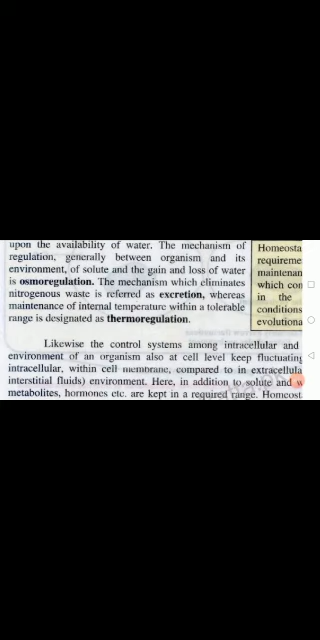 upon the availability of water. The mechanism of
regulation, generally between organism and its
environment, of solute and the gain and loss of water
is osmoregulation. The mechanism which eliminates
nitrogenous waste is referred as excretion, whereas
maintenance of internal temperature within a tolerable
range is designated as thermoregulation.
Homeosta
requireme
maintenan
which con
in the
conditions
evolutiona
Likewise the control systems among intracellular and
environment of an organism also at cell level keep fluctuating
intracellular, within cell membrane, compared to in extracellula
interstitial fluids) environment. Here, in addition to solute and w
metabolites, hormones etc. are kept in a required range. Homeost